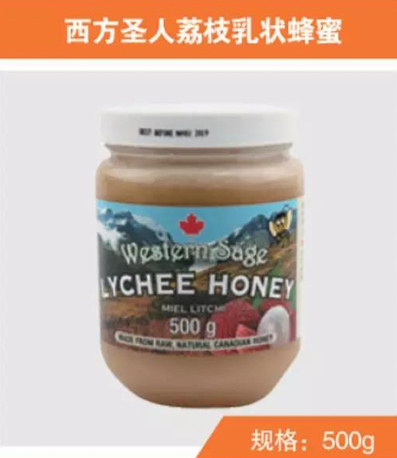 西方圣人荔枝乳状蜂蜜
Western Sage
LYCHEE HONEY
MIEL LITCHI
500 g
MADE FROM RAW, NATURAL CANADIAN HONEY
规格：500g